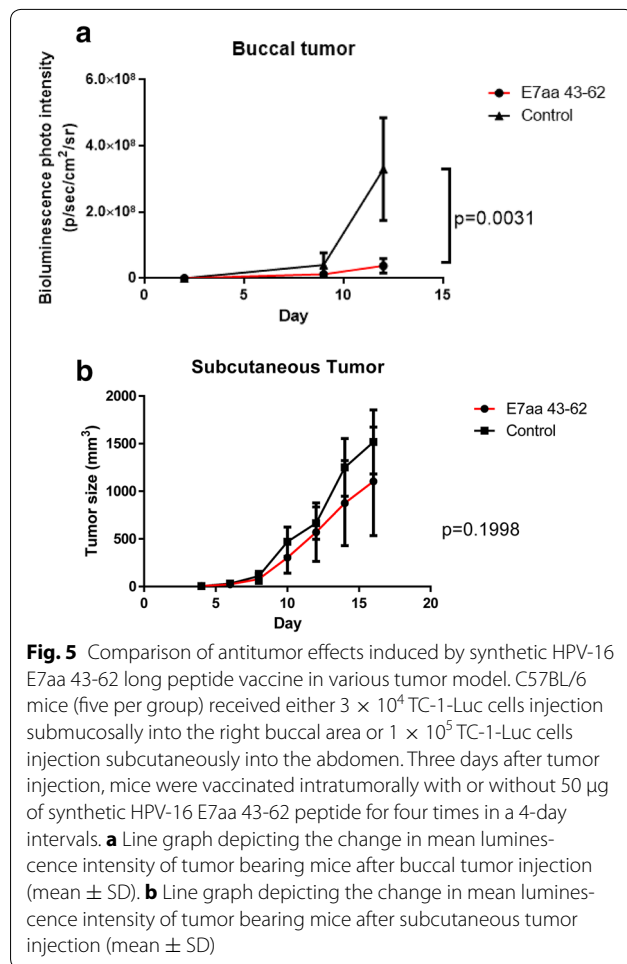 a
Buccal tumor
Bioluminescence photo intensity
(p/sec/cm²/sr)
6.0×10⁸
4.0×10⁸
2.0×10⁸
0
0 5 10 15
Day
E7aa 43-62
Control
p=0.0031
b
Subcutaneous Tumor
Tumor size (mm³)
2000
1500
1000
500
0
0 5 10 15 20
Day
E7aa 43-62
Control
p=0.1998
Fig. 5 Comparison of antitumor effects induced by synthetic HPV-16
E7aa 43-62 long peptide vaccine in various tumor model. C57BL/6
mice (five per group) received either 3 × 10⁴ TC-1-Luc cells injection
submucosally into the right buccal area or 1 × 10⁵ TC-1-Luc cells
injection subcutaneously into the abdomen. Three days after tumor
injection, mice were vaccinated intratumorally with or without 50 μg
of synthetic HPV-16 E7aa 43-62 peptide for four times in a 4-day
intervals. a Line graph depicting the change in mean lumines-
cence intensity of tumor bearing mice after buccal tumor injection
(mean ± SD). b Line graph depicting the change in mean lumines-
cence intensity of tumor bearing mice after subcutaneous tumor
injection (mean ± SD)